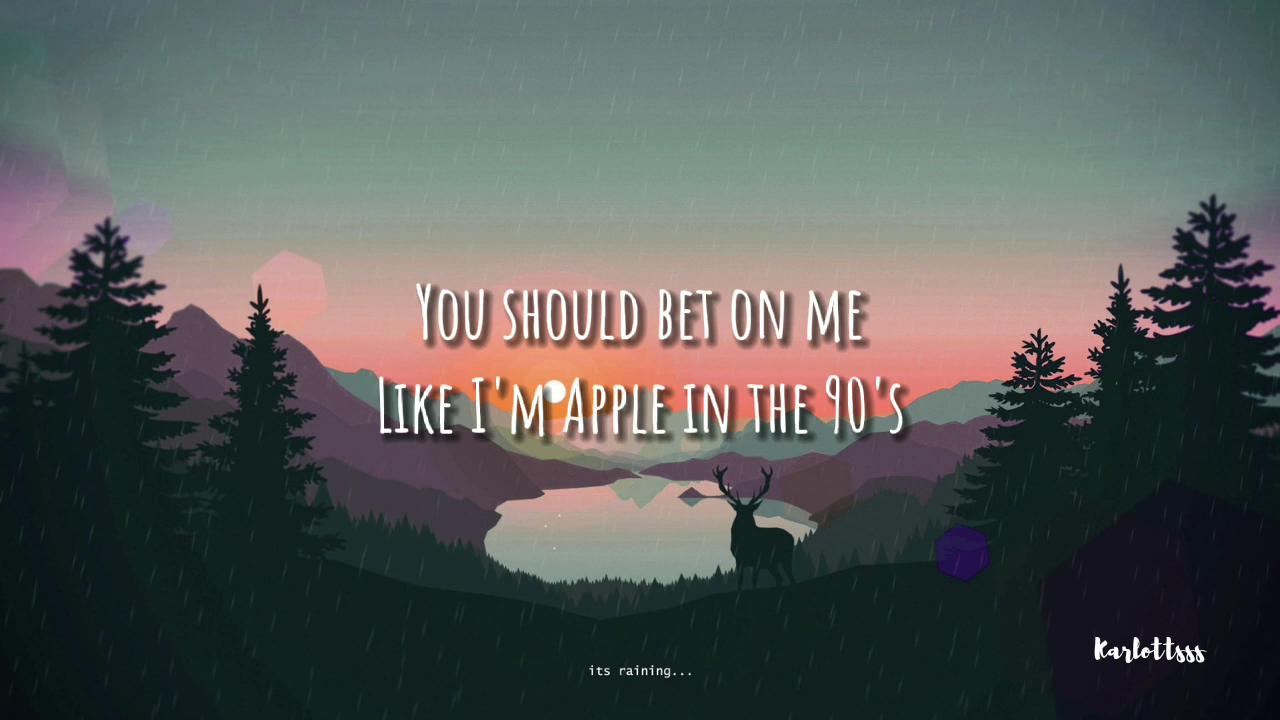 You should bet on me
Like I'm Apple in the 90's
its raining...
Karlottsss